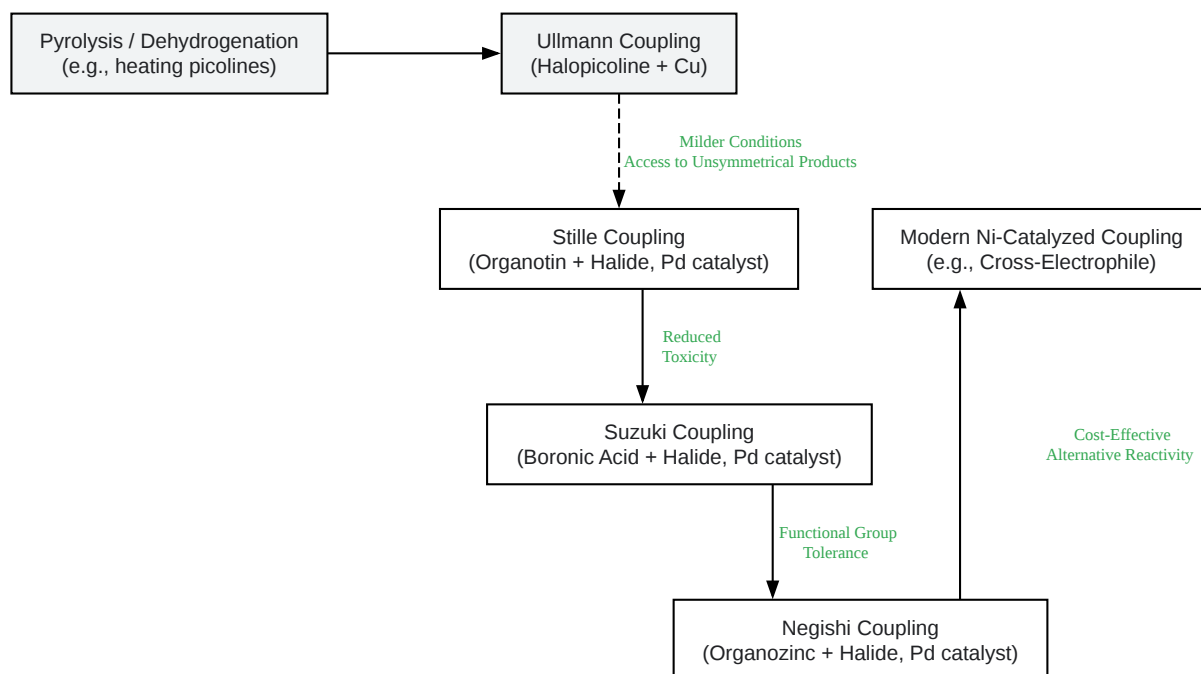 Pyrolysis / Dehydrogenation
(e.g., heating picolines)
Ullmann Coupling
(Halopicoline + Cu)
Milder Conditions
Access to Unsymmetrical Products
Stille Coupling
(Organotin + Halide, Pd catalyst)
Modern Ni-Catalyzed Coupling
(e.g., Cross-Electrophile)
Reduced
Toxicity
Suzuki Coupling
(Boronic Acid + Halide, Pd catalyst)
Cost-Effective
Alternative Reactivity
Functional Group
Tolerance
Negishi Coupling
(Organozinc + Halide, Pd catalyst)